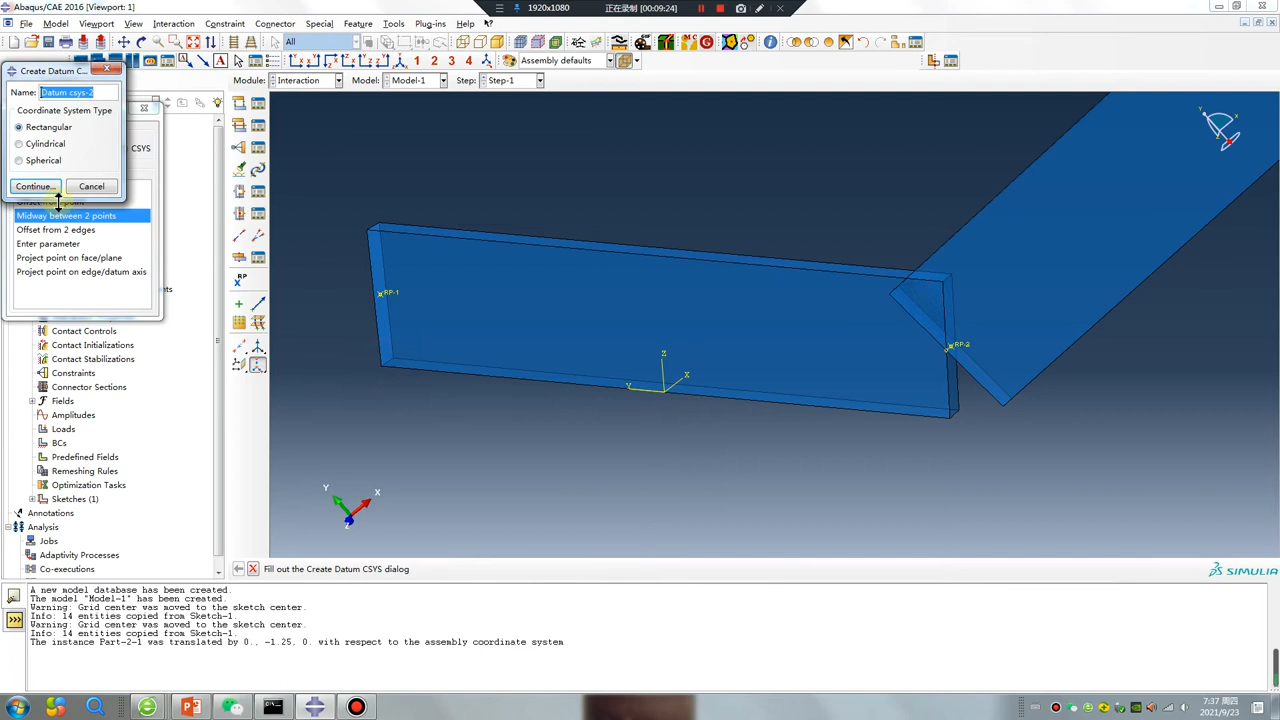 Abaqus/CAE 2016 [Viewport: 1]
1920x1080
正在录制 [00:09:24]
File Model Viewport View Interaction Constraint Connector Special Feature Tools Plug-ins Help
All
Assembly defaults
1 2 3 4
Module: Interaction Model: Model-1 Step: Step-1
Create Datum C...
Name: Datum csys-2
Coordinate System Type
Rectangular
Cylindrical
Spherical
Continue... Cancel
CSYS
Midway between 2 points
Offset from 2 edges
Enter parameter
Project point on face/plane
Project point on edge/datum axis
Contact Controls
Contact Initializations
Contact Stabilizations
Constraints
Connector Sections
Fields
Amplitudes
Loads
BCs
Predefined Fields
Remeshing Rules
Optimization Tasks
Sketches (1)
Annotations
Analysis
Jobs
Adaptivity Processes
Co-executions
RP
RP-1
RP-2
Z
X
Y
Y
X
Z
Y
X
Fill out the Create Datum CSYS dialog
SIMULIA
A new model database has been created.
The model "Model-1" has been created.
Warning: Grid center was moved to the sketch center.
Info: 14 entities copied from Sketch-1.
Warning: Grid center was moved to the sketch center.
Info: 14 entities copied from Sketch-1.
The instance Part-2-1 was translated by 0., -1.25, 0. with respect to the assembly coordinate system
7:37 周四
2021/9/23